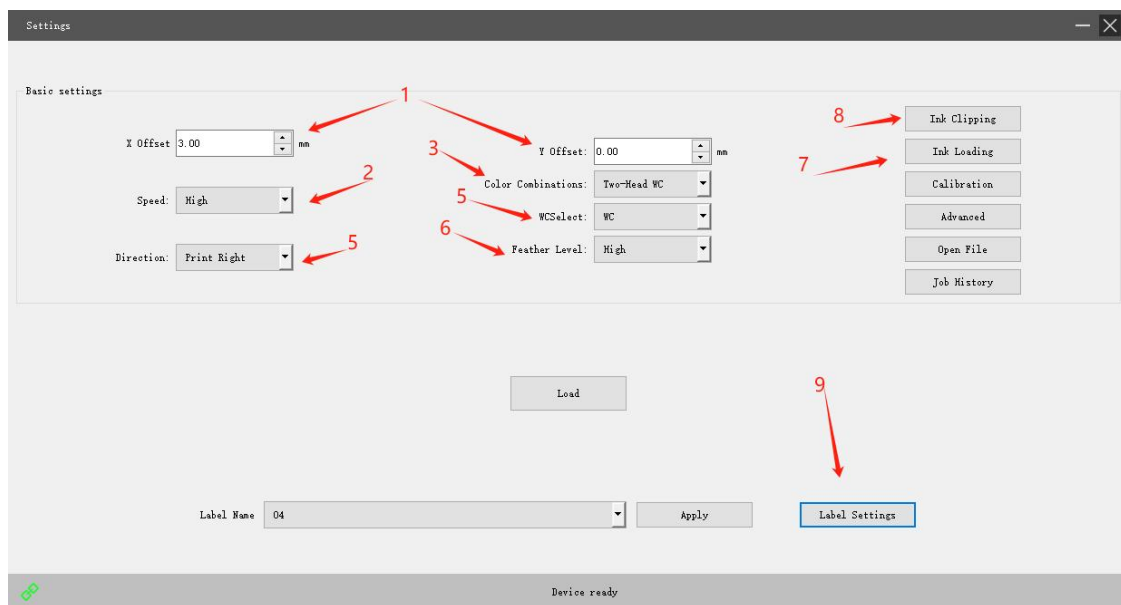 Settings
Basic settings
1
X Offset 3.00 mm
Y Offset: 0.00 mm
8
Ink Clipping
3
7
Ink Loading
2
Speed: High
Color Combinations: Two-Head WC
Calibration
5
WCSelect: WC
Advanced
6
5
Direction: Print Right
Feather Level: High
Open File
Job History
Load
9
Label Name 04
Apply
Label Settings
Device ready